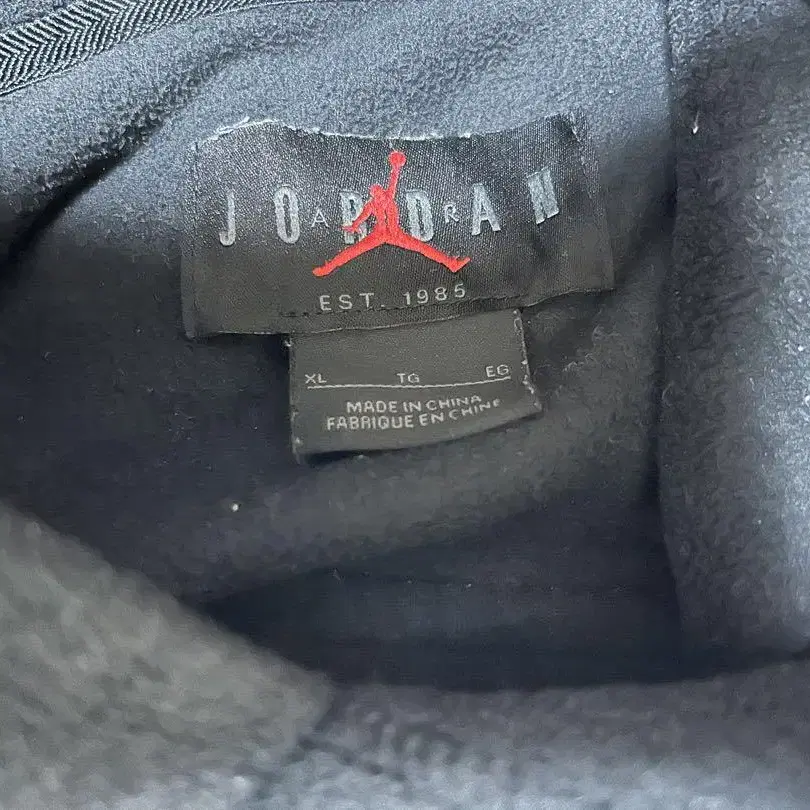 JORDAN
AIR
EST. 1985
XL TG EG
MADE IN CHINA
FABRIQUE EN CHINE